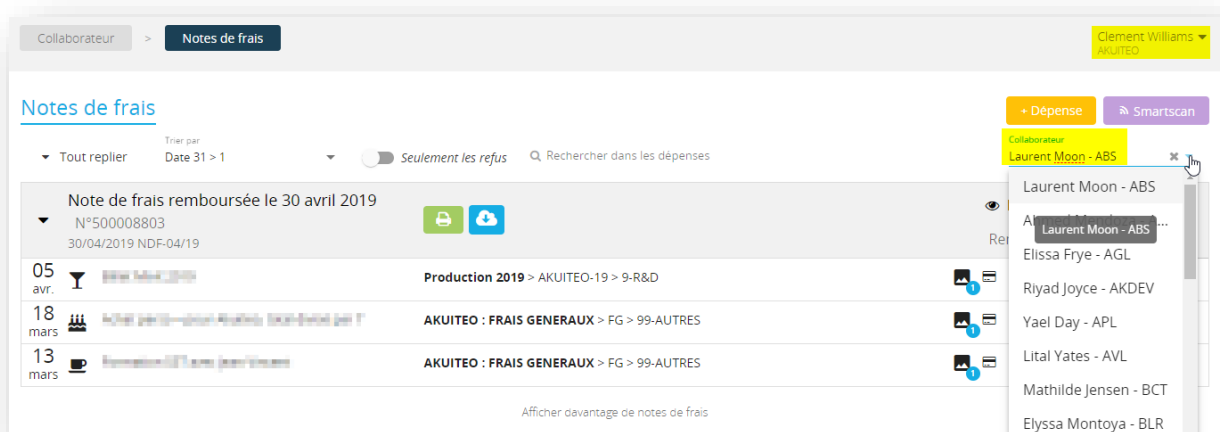 Collaborateur > Notes de frais
Clement Williams
AKUITEO
Notes de frais
+ Dépense
Smartscan
Tout replier
Trier par
Date 31 > 1
Seulement les refus
Rechercher dans les dépenses
Collaborateur
Laurent Moon - ABS
Note de frais remboursée le 30 avril 2019
N°500008803
30/04/2019 NDF-04/19
Laurent Moon - ABS
Ahmed Mendoza - A...
Laurent Moon - ABS
Elissa Frye - AGL
Riyad Joyce - AKDEV
Yael Day - APL
Lital Yates - AVL
Mathilde Jensen - BCT
Elyssa Montoya - BLR
05
avr.
Production 2019 > AKUITEO-19 > 9-R&D
1
18
mars
AKUITEO : FRAIS GENERAUX > FG > 99-AUTRES
1
13
mars
AKUITEO : FRAIS GENERAUX > FG > 99-AUTRES
1
Afficher davantage de notes de frais